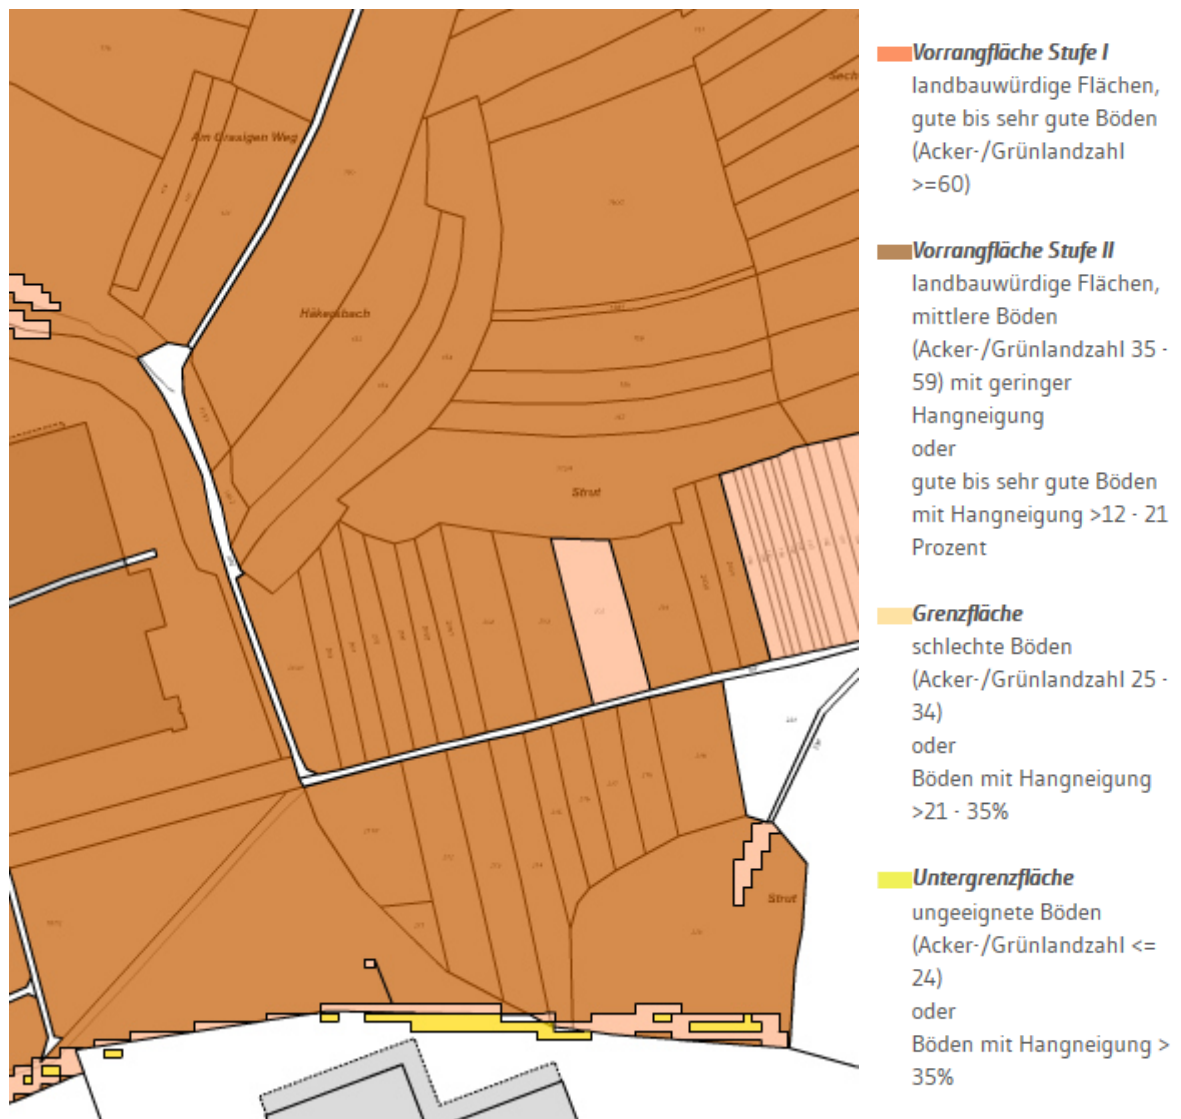 Am Grasigen Weg
Häkersbach
Strut
Strut
Vorrangfläche Stufe I
landbauwürdige Flächen,
gute bis sehr gute Böden
(Acker-/Grünlandzahl
>=60)
Vorrangfläche Stufe II
landbauwürdige Flächen,
mittlere Böden
(Acker-/Grünlandzahl 35 -
59) mit geringer
Hangneigung
oder
gute bis sehr gute Böden
mit Hangneigung >12 - 21
Prozent
Grenzfläche
schlechte Böden
(Acker-/Grünlandzahl 25 -
34)
oder
Böden mit Hangneigung
>21 - 35%
Untergrenzfläche
ungeeignete Böden
(Acker-/Grünlandzahl <=
24)
oder
Böden mit Hangneigung >
35%